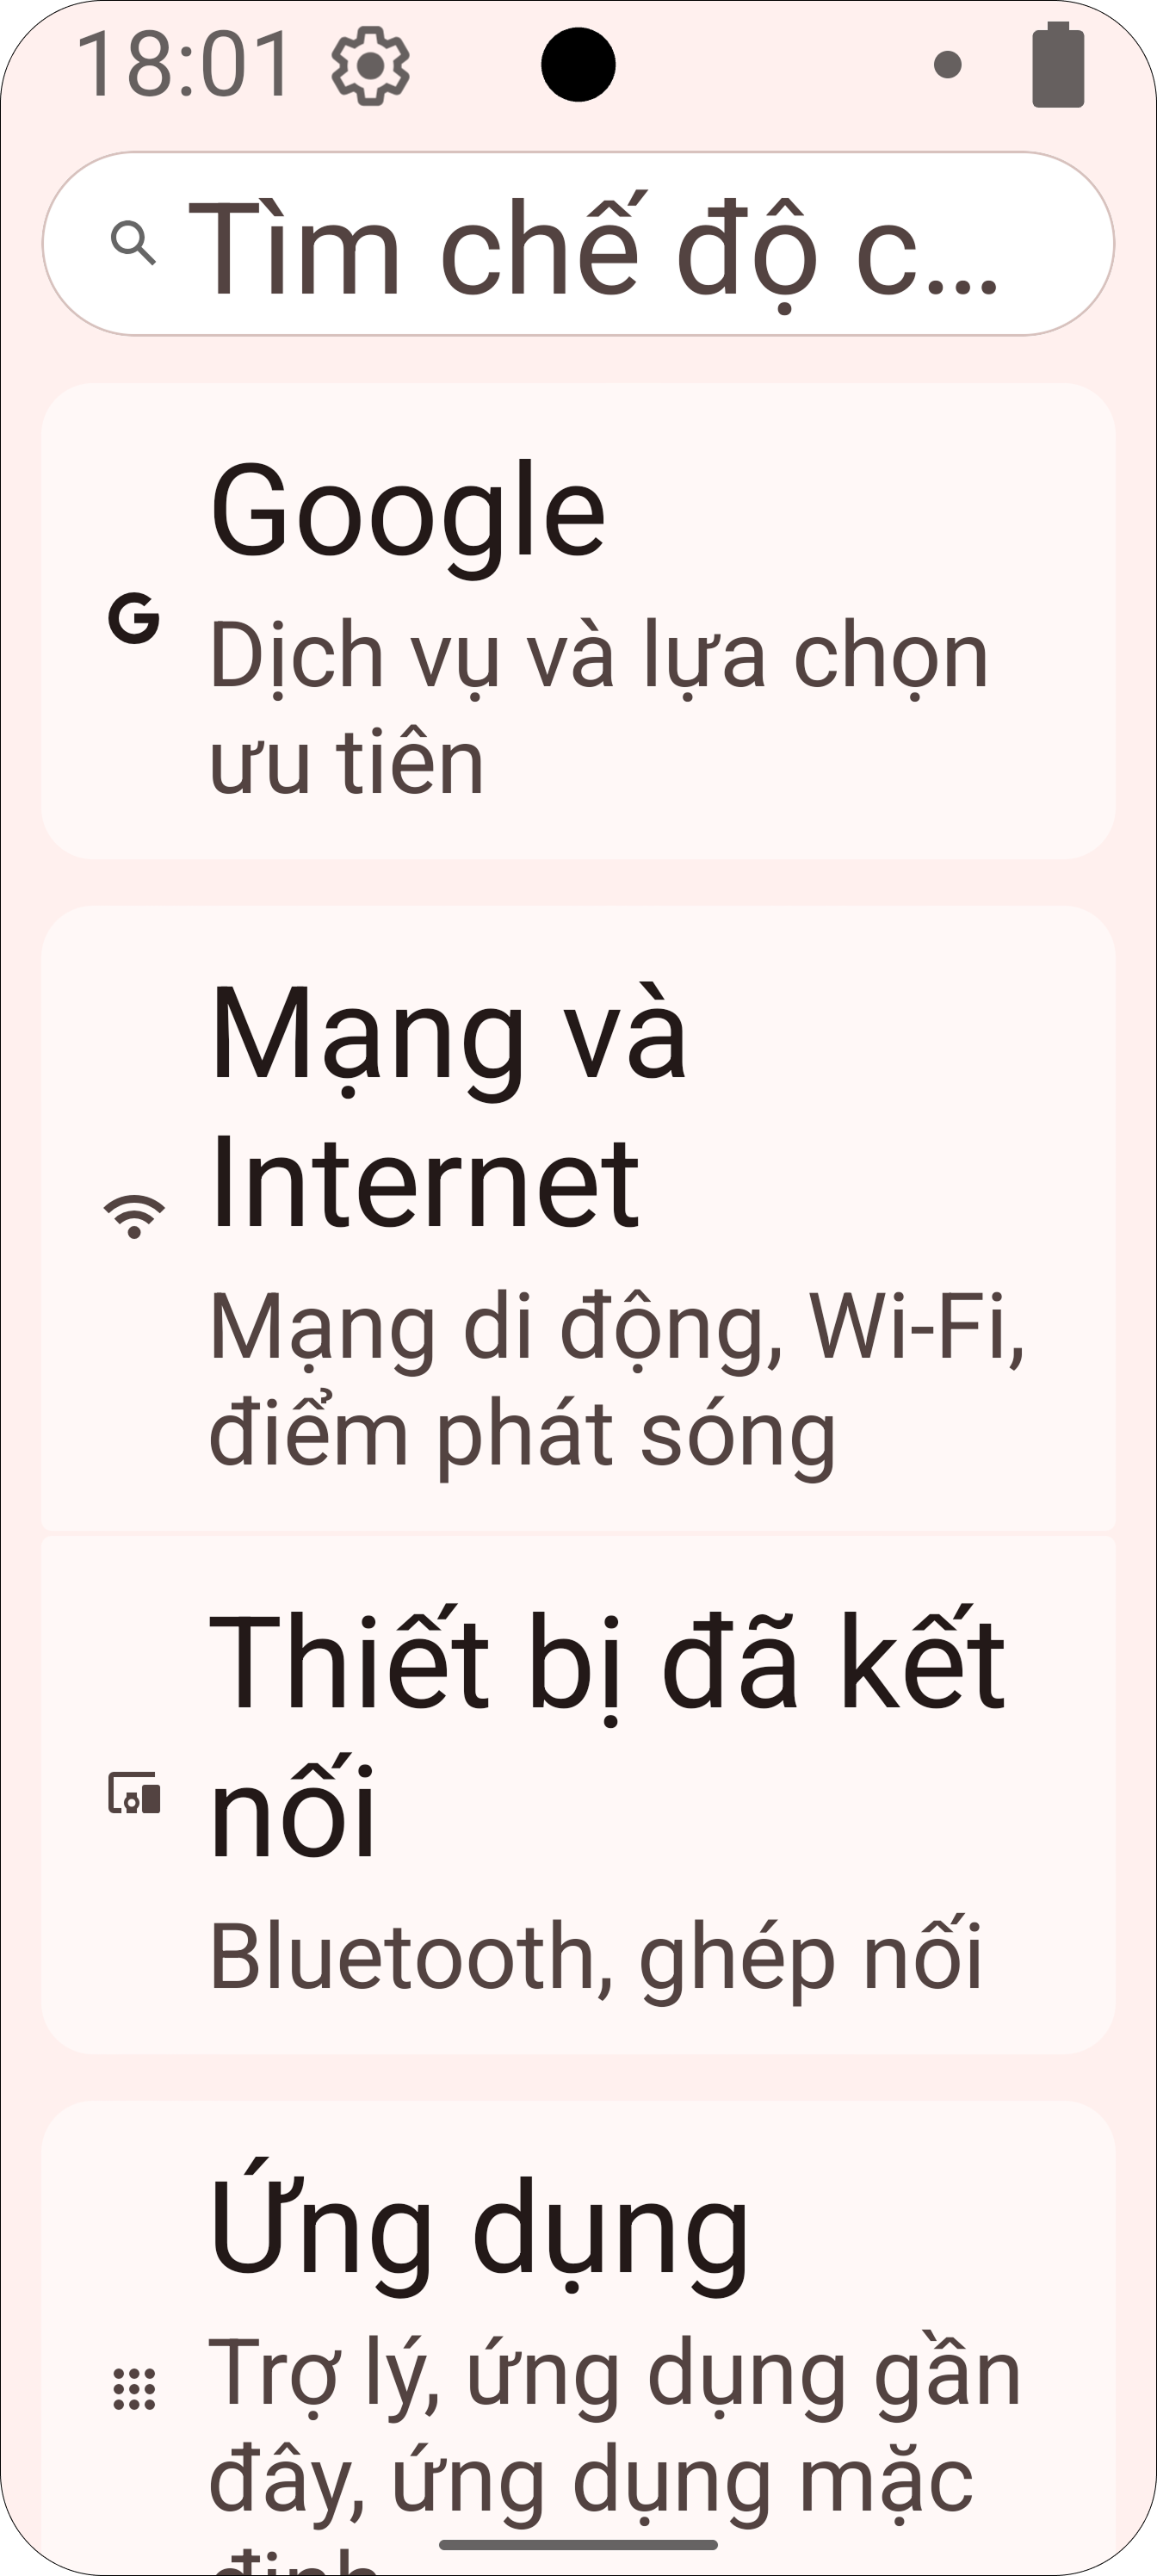 18:01
Tìm chế độ c...
Google
Dịch vụ và lựa chọn
ưu tiên
Mạng và
Internet
Mạng di động, Wi-Fi,
điểm phát sóng
Thiết bị đã kết
nối
Bluetooth, ghép nối
Ứng dụng
Trợ lý, ứng dụng gần
đây, ứng dụng mặc